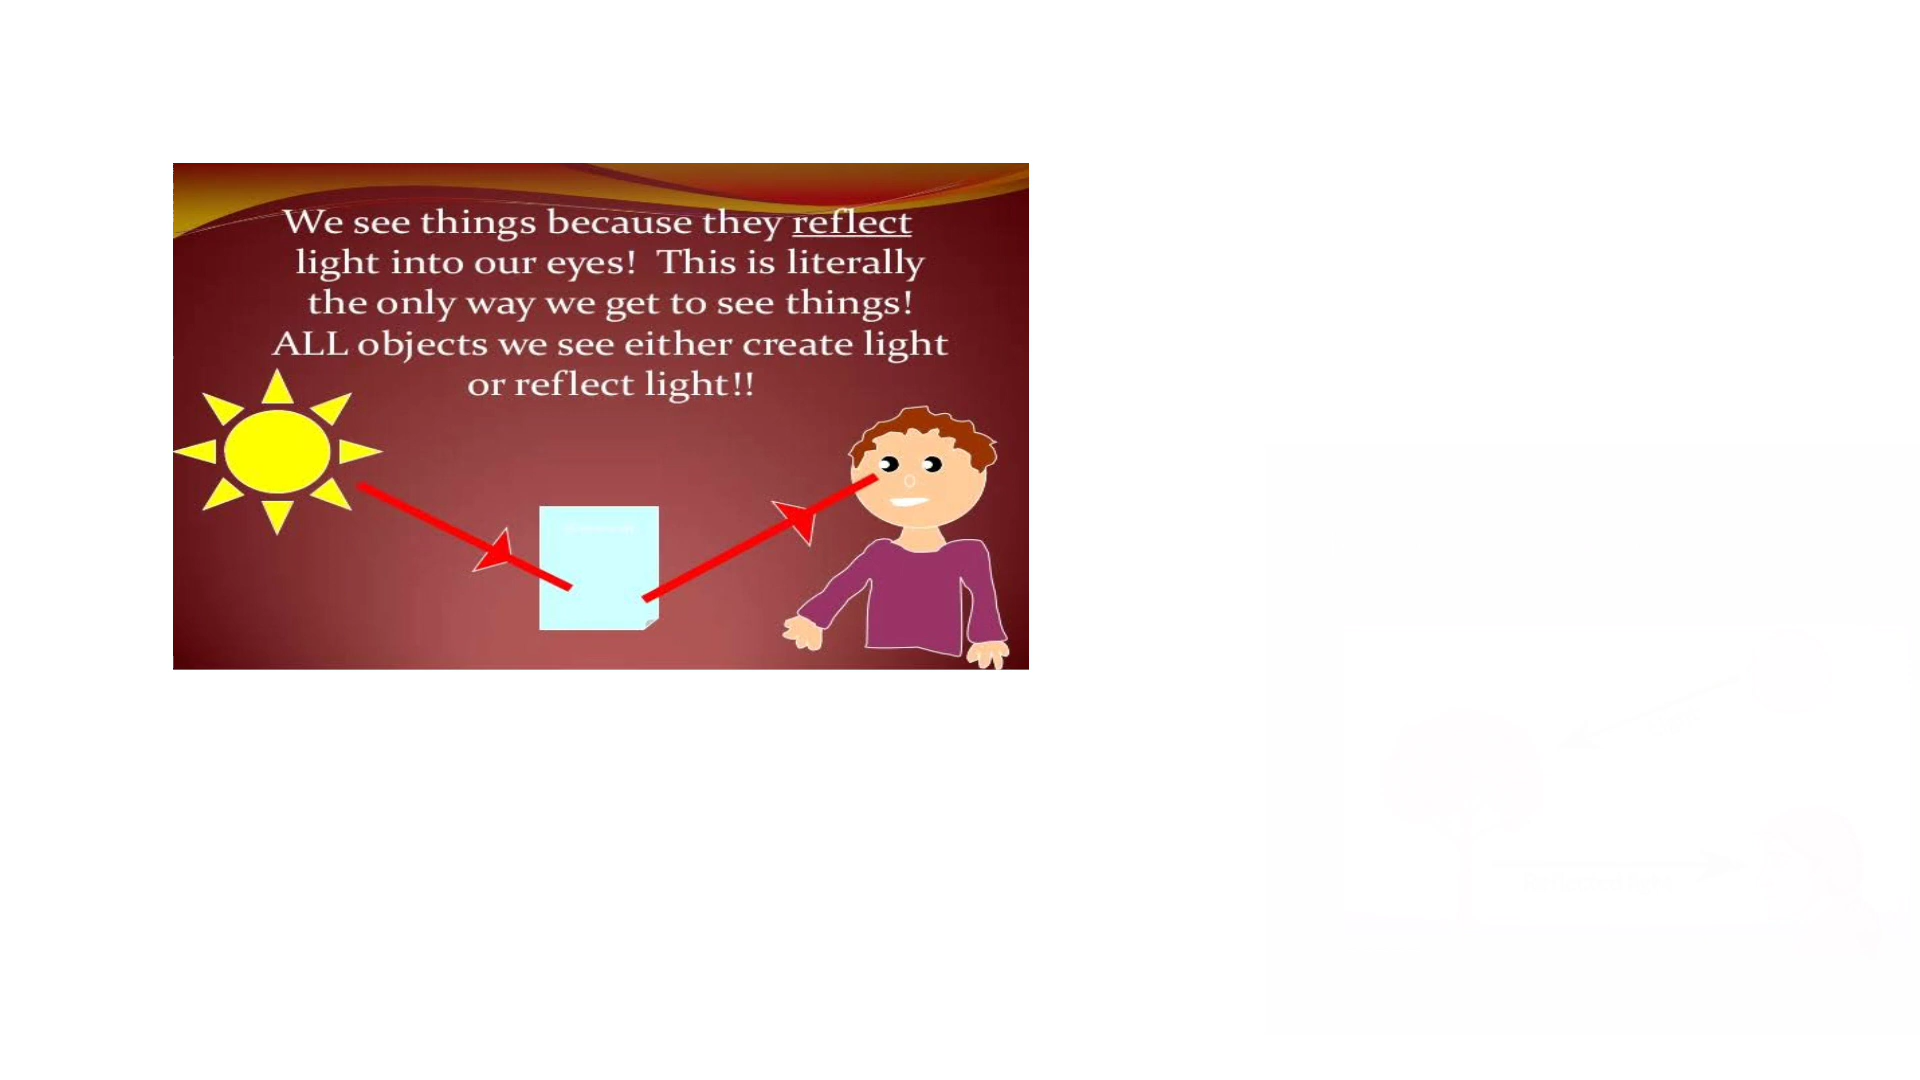 We see things because they reflect
light into our eyes! This is literally
the only way we get to see things!
ALL objects we see either create light
or reflect light!!